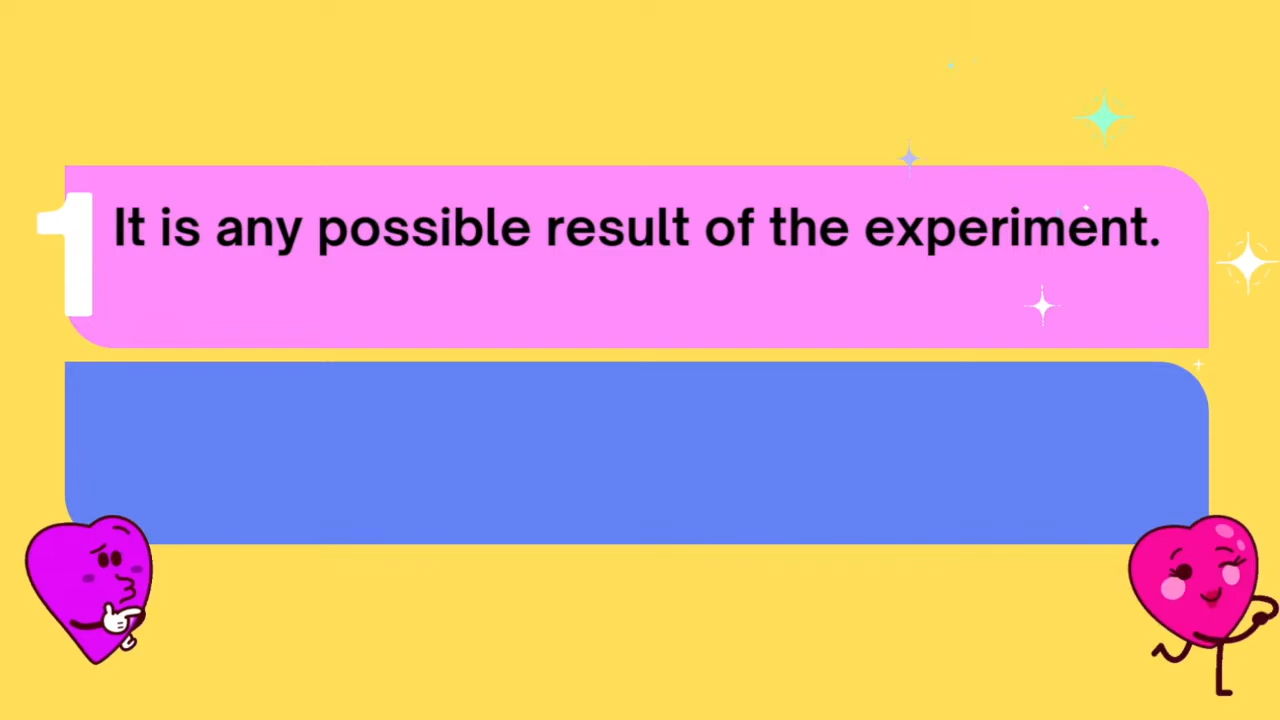 1 It is any possible result of the experiment.